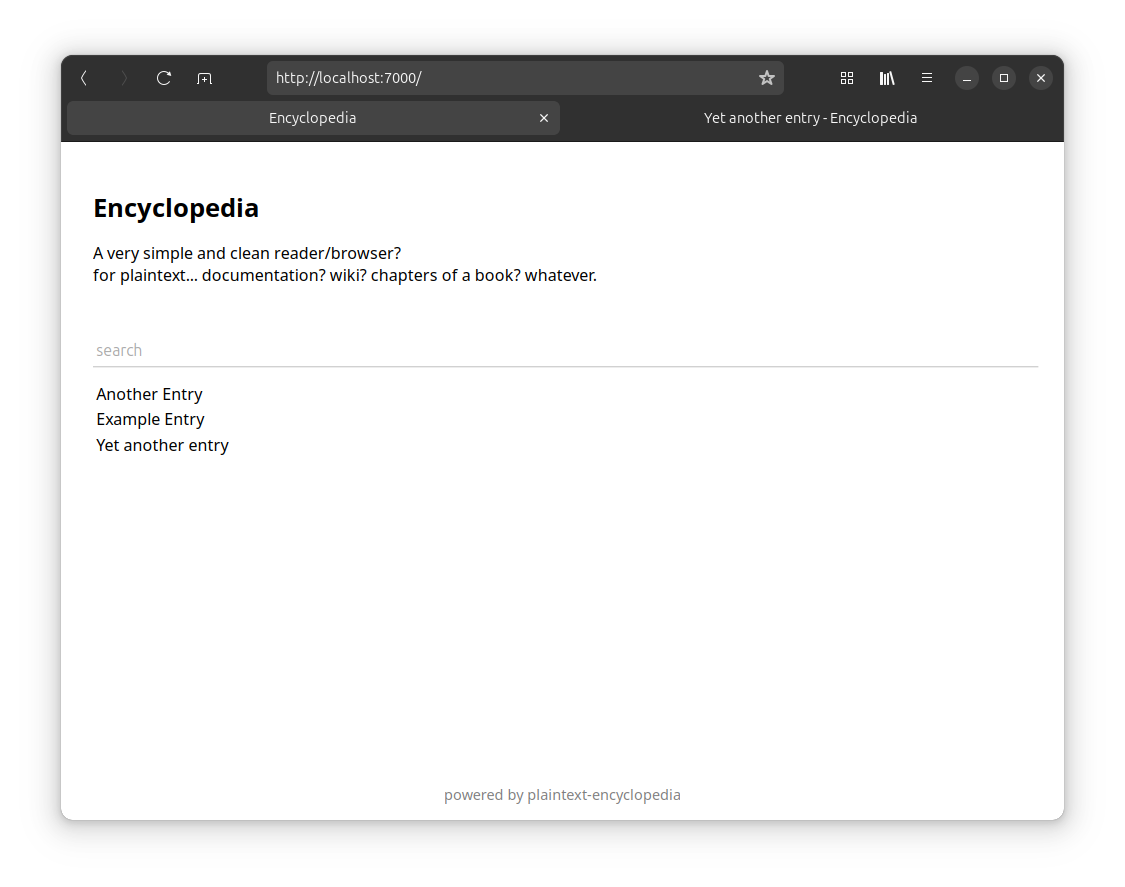 http://localhost:7000/
Encyclopedia
Yet another entry - Encyclopedia
Encyclopedia
A very simple and clean reader/browser?
for plaintext... documentation? wiki? chapters of a book? whatever.
search
Another Entry
Example Entry
Yet another entry
powered by plaintext-encyclopedia